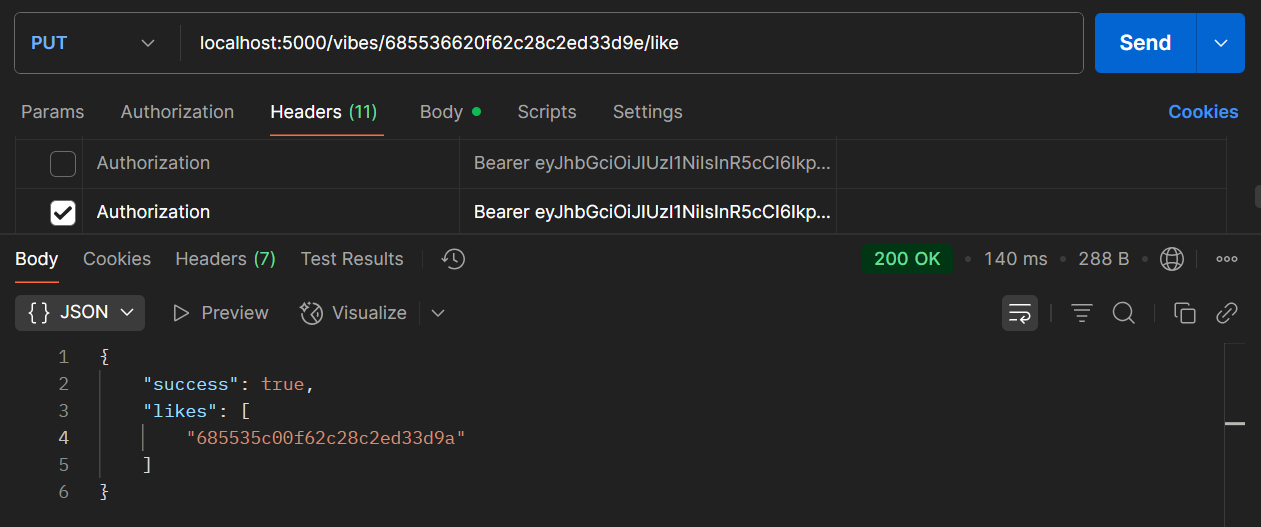 PUT localhost:5000/vibes/685536620f62c28c2ed33d9e/like Send
Params Authorization Headers (11) Body Scripts Settings Cookies
Authorization Bearer eyJhbGciOiJIUzI1NiIsInR5cCI6Ikp...
Authorization Bearer eyJhbGciOiJIUzI1NiIsInR5cCI6Ikp...
Body Cookies Headers (7) Test Results 200 OK 140 ms 288 B
{} JSON Preview Visualize
1 {
2 "success": true,
3 "likes": [
4 "685535c00f62c28c2ed33d9a"
5 ]
6 }